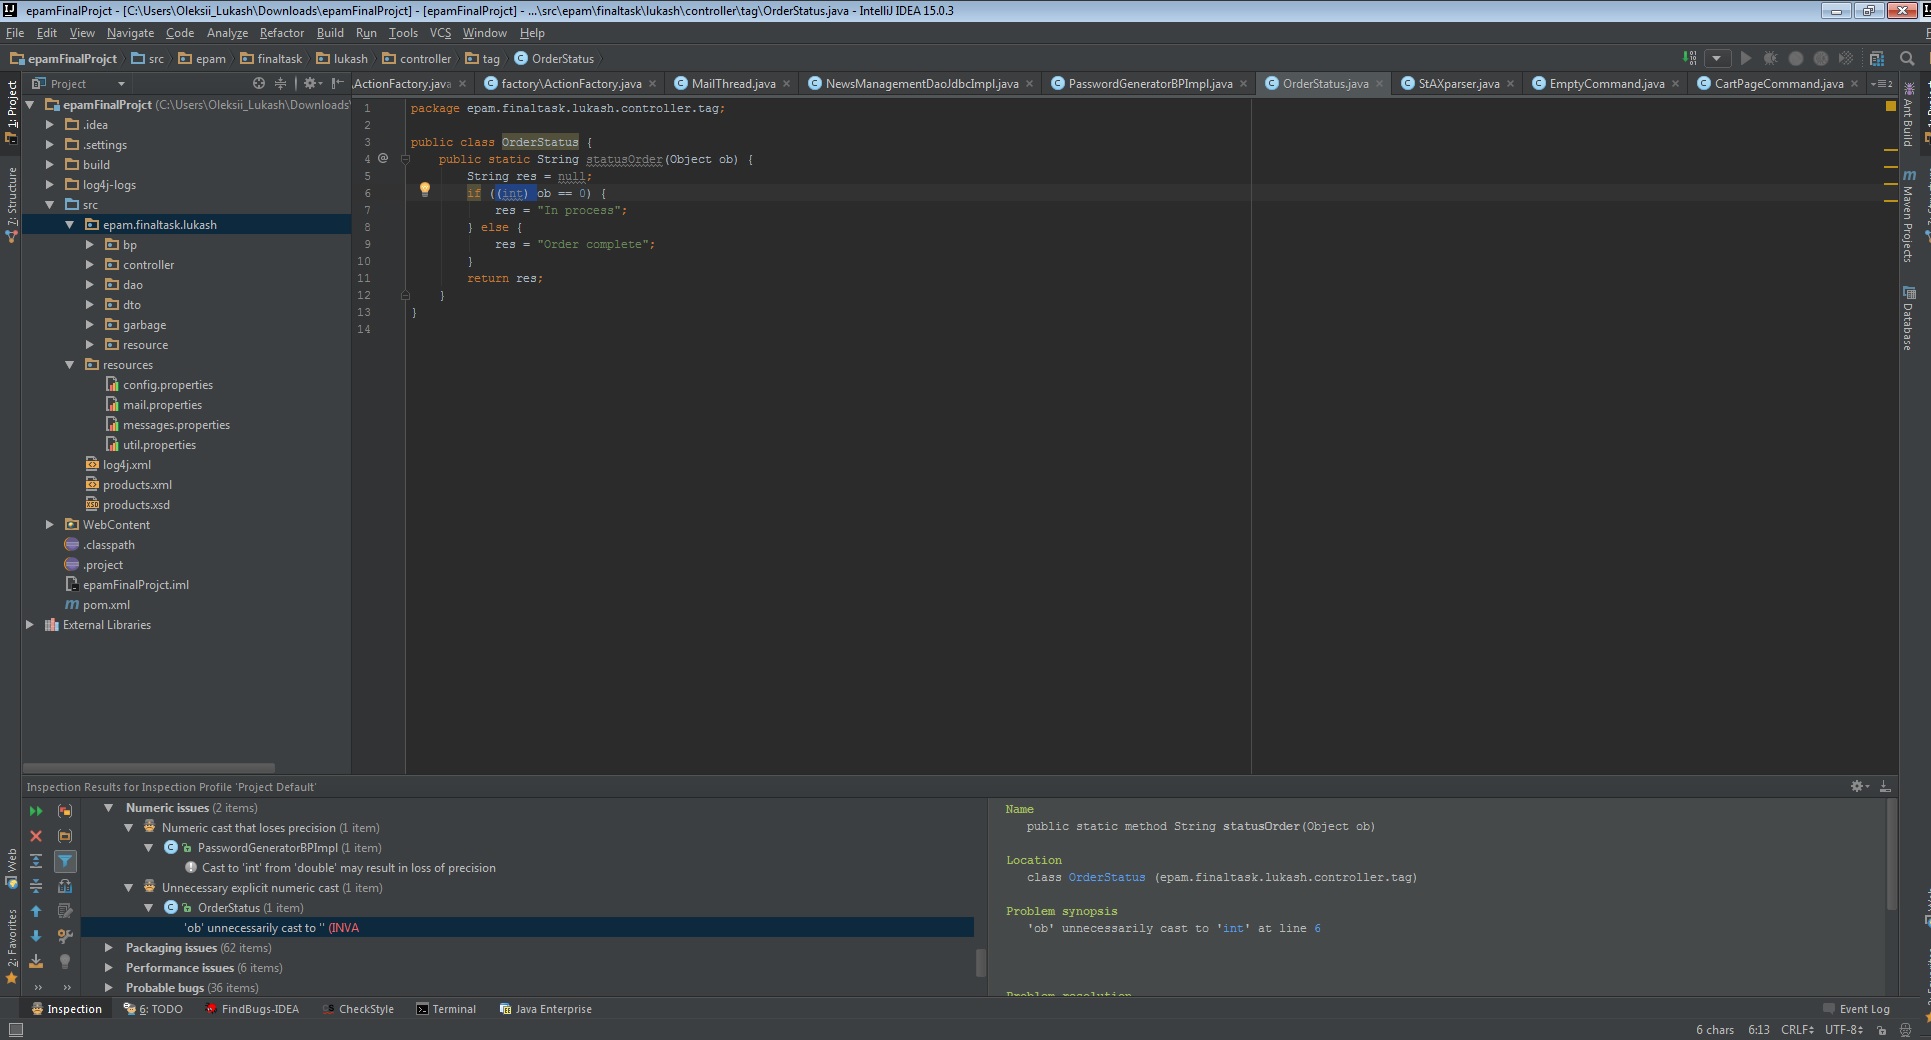 epamFinalProjct - [C:\Users\Oleksii_Lukash\Downloads\epamFinalProjct] - [epamFinalProjct] - ...\src\epam\finaltask\lukash\controller\tag\OrderStatus.java - IntelliJ IDEA 15.0.3
File Edit View Navigate Code Analyze Refactor Build Run Tools VCS Window Help
epamFinalProjct src epam finaltask lukash controller tag OrderStatus
Project
ActionFactory.java factory\ActionFactory.java MailThread.java NewsManagementDaoJdbcImpl.java PasswordGeneratorBPImpl.java OrderStatus.java StAXparser.java EmptyCommand.java CartPageCommand.java
1: Project
7: Structure
Web
2: Favorites
epamFinalProjct (C:\Users\Oleksii_Lukash\Downloads\
.idea
.settings
build
log4j-logs
src
epam.finaltask.lukash
bp
controller
dao
dto
garbage
resource
resources
config.properties
mail.properties
messages.properties
util.properties
log4j.xml
products.xml
products.xsd
WebContent
.classpath
.project
epamFinalProjct.iml
pom.xml
External Libraries
1 package epam.finaltask.lukash.controller.tag;
2
3 public class OrderStatus {
4 @ public static String statusOrder(Object ob) {
5 String res = null;
6 if ((int) ob == 0) {
7 res = "In process";
8 } else {
9 res = "Order complete";
10 }
11 return res;
12 }
13 }
14
Ant Build
Maven Projects
Database
Inspection Results for Inspection Profile 'Project Default'
Numeric issues (2 items)
Numeric cast that loses precision (1 item)
PasswordGeneratorBPImpl (1 item)
Cast to 'int' from 'double' may result in loss of precision
Unnecessary explicit numeric cast (1 item)
OrderStatus (1 item)
'ob' unnecessarily cast to '' (INVA
Packaging issues (62 items)
Performance issues (6 items)
Probable bugs (36 items)
Name
public static method String statusOrder(Object ob)
Location
class OrderStatus (epam.finaltask.lukash.controller.tag)
Problem synopsis
'ob' unnecessarily cast to 'int' at line 6
Problem resolution
Inspection 6: TODO FindBugs-IDEA CheckStyle Terminal Java Enterprise Event Log
6 chars 6:13 CRLF UTF-8